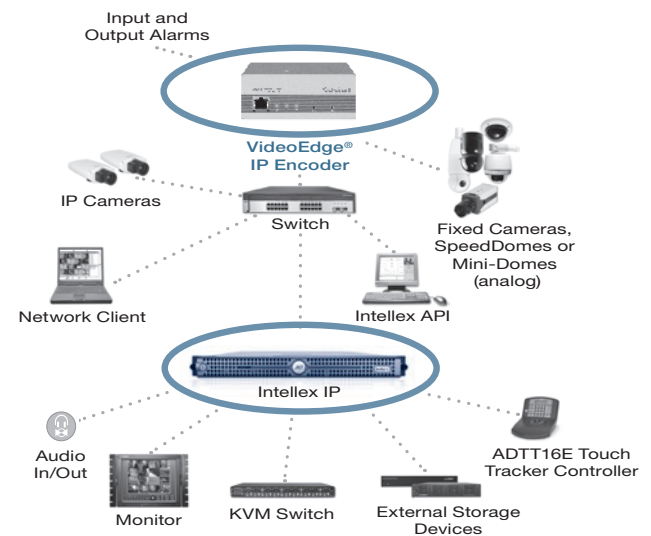 Input and
Output Alarms
VideoEdge®
IP Encoder
IP Cameras
Switch
Fixed Cameras,
SpeedDomes or
Mini-Domes
(analog)
Network Client
Intellex API
Intellex IP
Audio
In/Out
ADTT16E Touch
Tracker Controller
Monitor
KVM Switch
External Storage
Devices